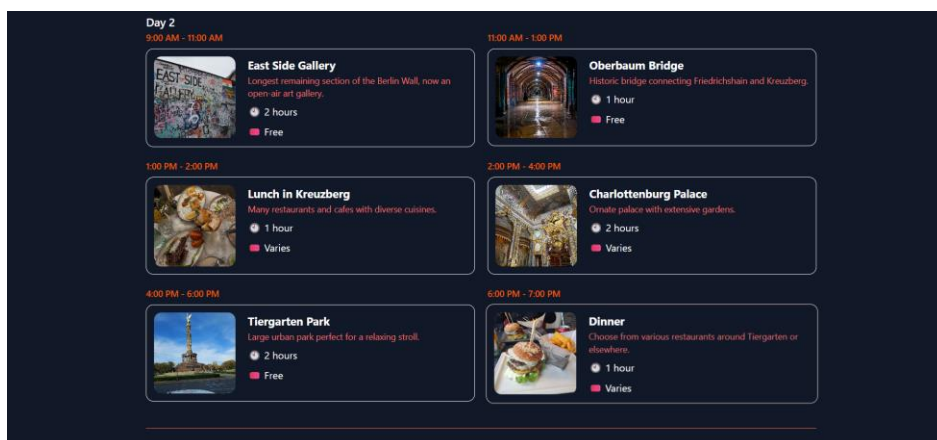 Day 2
9:00 AM - 11:00 AM
East Side Gallery
Longest remaining section of the Berlin Wall, now an
open-air art gallery.
2 hours
Free
EAST SIDE
GALLERY
11:00 AM - 1:00 PM
Oberbaum Bridge
Historic bridge connecting Friedrichshain and Kreuzberg.
1 hour
Free
1:00 PM - 2:00 PM
Lunch in Kreuzberg
Many restaurants and cafes with diverse cuisines.
1 hour
Varies
2:00 PM - 4:00 PM
Charlottenburg Palace
Ornate palace with extensive gardens.
2 hours
Varies
4:00 PM - 6:00 PM
Tiergarten Park
Large urban park perfect for a relaxing stroll.
2 hours
Free
6:00 PM - 7:00 PM
Dinner
Choose from various restaurants around Tiergarten or
elsewhere.
1 hour
Varies